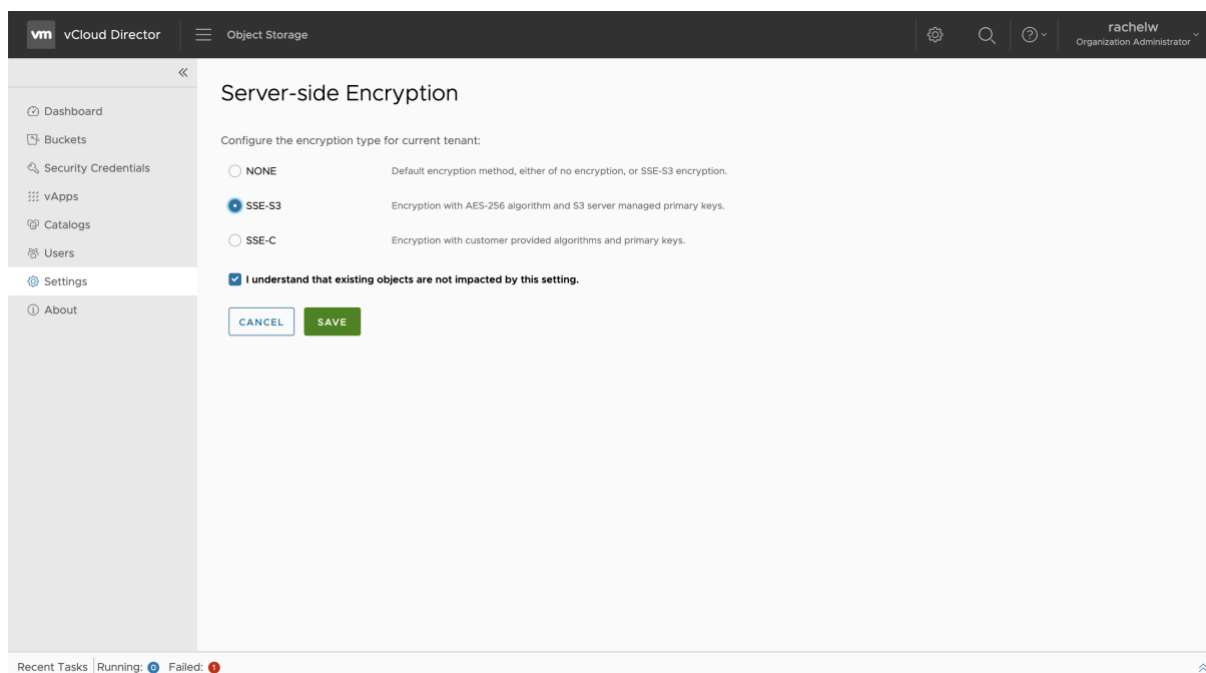 vm vCloud Director Object Storage rachelw
Organization Administrator
Dashboard
Buckets
Security Credentials
vApps
Catalogs
Users
Settings
About
Server-side Encryption
Configure the encryption type for current tenant:
NONE Default encryption method, either of no encryption, or SSE-S3 encryption.
SSE-S3 Encryption with AES-256 algorithm and S3 server managed primary keys.
SSE-C Encryption with customer provided algorithms and primary keys.
I understand that existing objects are not impacted by this setting.
CANCEL SAVE
Recent Tasks Running: 0 Failed: 1